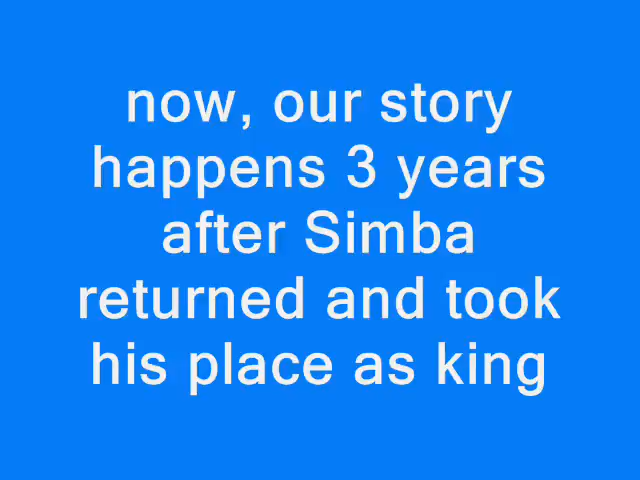 now, our story
happens 3 years
after Simba
returned and took
his place as king